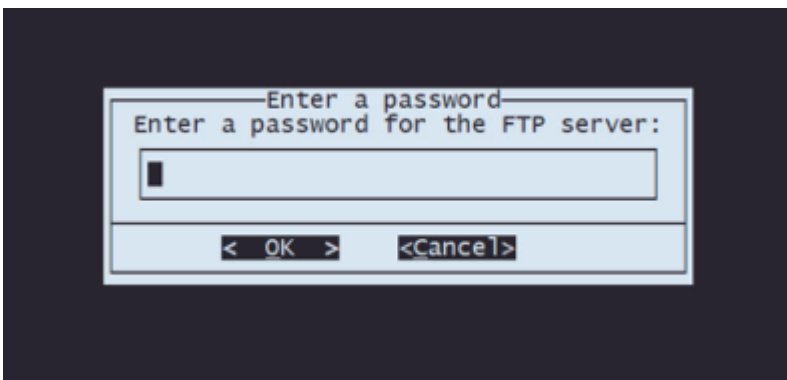 Enter a password
Enter a password for the FTP server:
< OK > <Cancel>